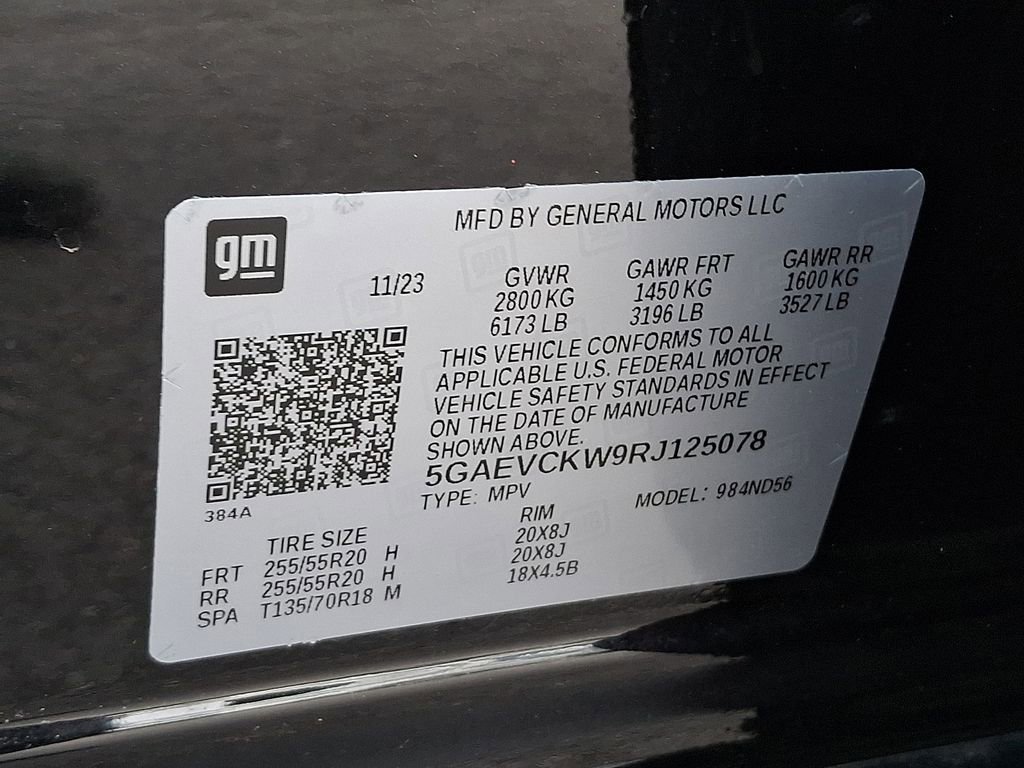 gm
MFD BY GENERAL MOTORS LLC
11/23
GVWR
2800 KG
6173 LB
GAWR FRT
1450 KG
3196 LB
GAWR RR
1600 KG
3527 LB
THIS VEHICLE CONFORMS TO ALL
APPLICABLE U.S. FEDERAL MOTOR
VEHICLE SAFETY STANDARDS IN EFFECT
ON THE DATE OF MANUFACTURE
SHOWN ABOVE.
5GAEVCKW9RJ125078
TYPE: MPV
MODEL: 984ND56
384A
TIRE SIZE RIM
FRT 255/55R20 H 20X8J
RR 255/55R20 H 20X8J
SPA T135/70R18 M 18X4.5B